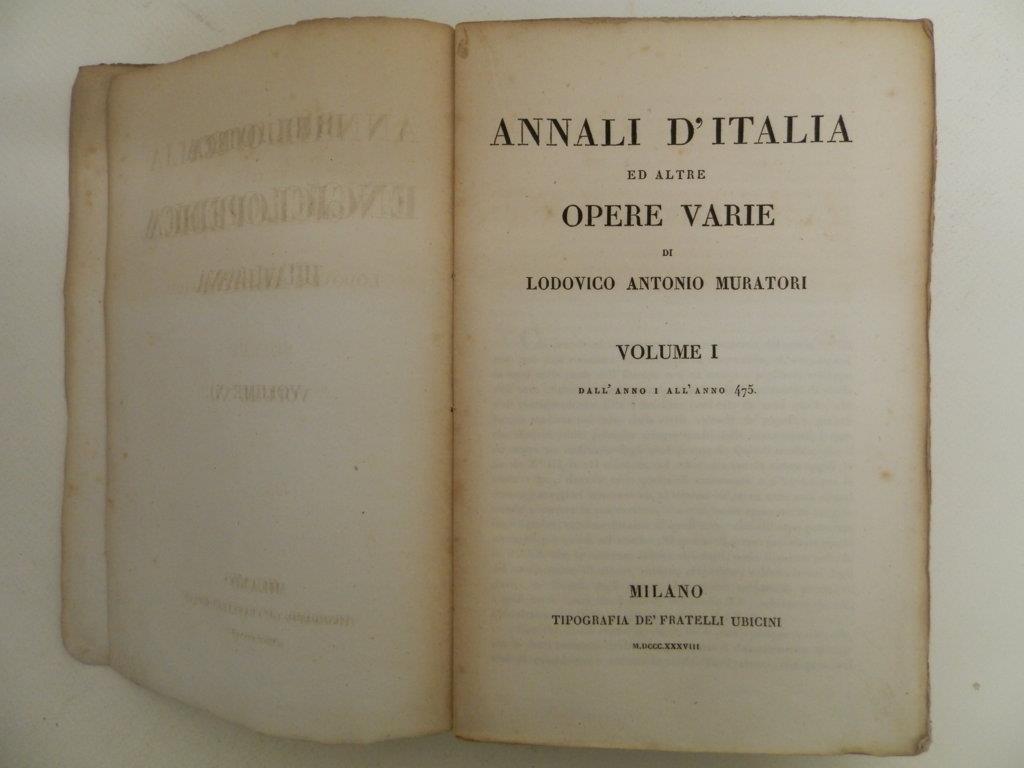 ANNALI D'ITALIA
ED ALTRE
OPERE VARIE
DI
LODOVICO ANTONIO MURATORI
VOLUME I
DALL'ANNO I ALL'ANNO 475.
MILANO
TIPOGRAFIA DE' FRATELLI UBICINI
M.DCCC.XXXVIII